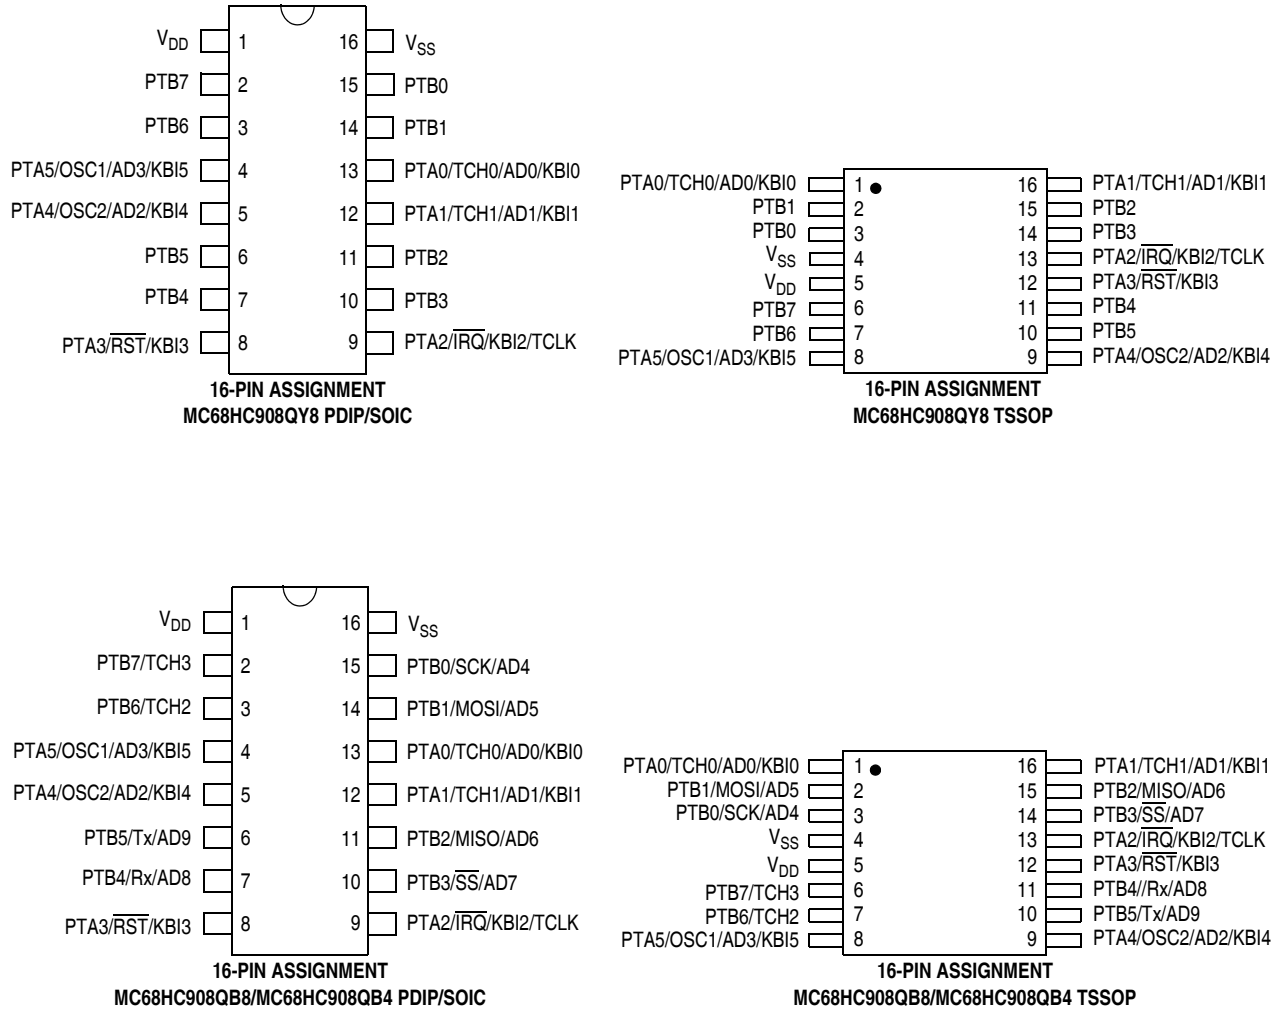 VDD 1 16 VSS
PTB7 2 15 PTB0
PTB6 3 14 PTB1
PTA5/OSC1/AD3/KBI5 4 13 PTA0/TCH0/AD0/KBI0
PTA4/OSC2/AD2/KBI4 5 12 PTA1/TCH1/AD1/KBI1
PTB5 6 11 PTB2
PTB4 7 10 PTB3
PTA3/RST/KBI3 8 9 PTA2/IRQ/KBI2/TCLK
16-PIN ASSIGNMENT
MC68HC908QY8 PDIP/SOIC
PTA0/TCH0/AD0/KBI0 1 16 PTA1/TCH1/AD1/KBI1
PTB1 2 15 PTB2
PTB0 3 14 PTB3
VSS 4 13 PTA2/IRQ/KBI2/TCLK
VDD 5 12 PTA3/RST/KBI3
PTB7 6 11 PTB4
PTB6 7 10 PTB5
PTA5/OSC1/AD3/KBI5 8 9 PTA4/OSC2/AD2/KBI4
16-PIN ASSIGNMENT
MC68HC908QY8 TSSOP
VDD 1 16 VSS
PTB7/TCH3 2 15 PTB0/SCK/AD4
PTB6/TCH2 3 14 PTB1/MOSI/AD5
PTA5/OSC1/AD3/KBI5 4 13 PTA0/TCH0/AD0/KBI0
PTA4/OSC2/AD2/KBI4 5 12 PTA1/TCH1/AD1/KBI1
PTB5/Tx/AD9 6 11 PTB2/MISO/AD6
PTB4/Rx/AD8 7 10 PTB3/SS/AD7
PTA3/RST/KBI3 8 9 PTA2/IRQ/KBI2/TCLK
16-PIN ASSIGNMENT
MC68HC908QB8/MC68HC908QB4 PDIP/SOIC
PTA0/TCH0/AD0/KBI0 1 16 PTA1/TCH1/AD1/KBI1
PTB1/MOSI/AD5 2 15 PTB2/MISO/AD6
PTB0/SCK/AD4 3 14 PTB3/SS/AD7
VSS 4 13 PTA2/IRQ/KBI2/TCLK
VDD 5 12 PTA3/RST/KBI3
PTB7/TCH3 6 11 PTB4//Rx/AD8
PTB6/TCH2 7 10 PTB5/Tx/AD9
PTA5/OSC1/AD3/KBI5 8 9 PTA4/OSC2/AD2/KBI4
16-PIN ASSIGNMENT
MC68HC908QB8/MC68HC908QB4 TSSOP